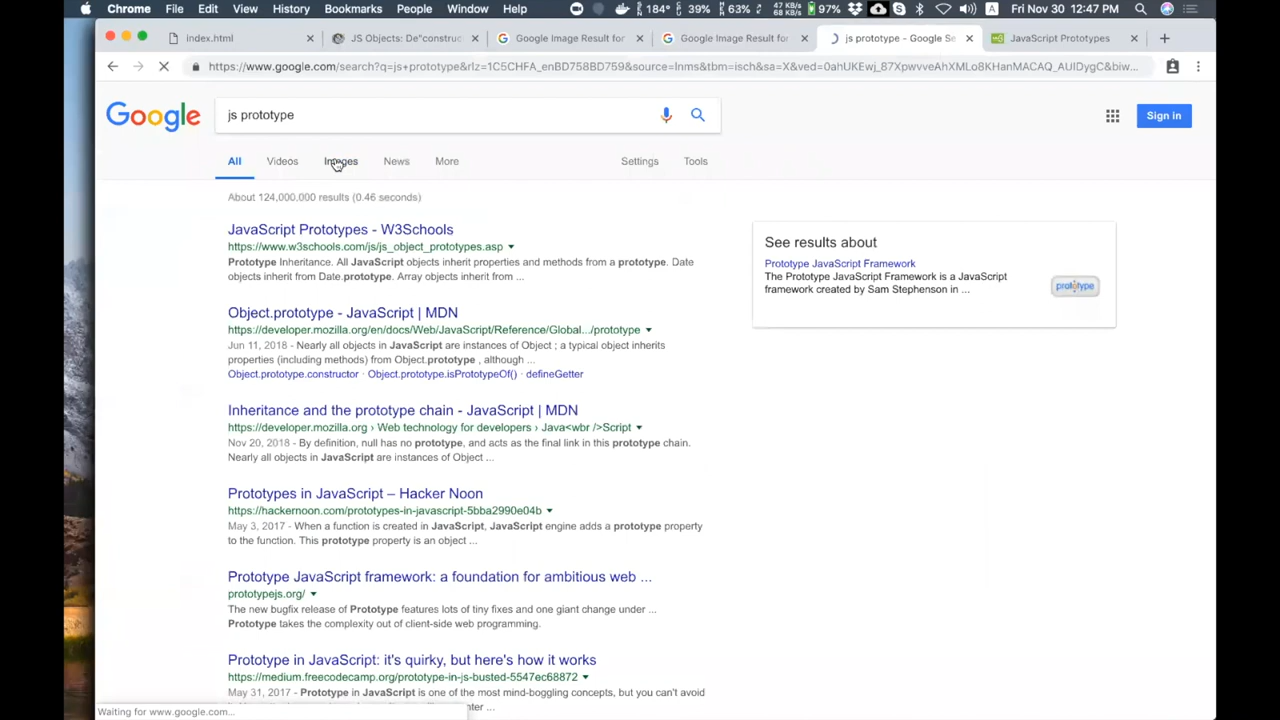 Chrome File Edit View History Bookmarks People Window Help 184° 39% 63% 47 KB 68 KB 97% A Fri Nov 30 12:47 PM
index.html JS Objects: De"construc Google Image Result for Google Image Result for js prototype - Google Se JavaScript Prototypes
https://www.google.com/search?q=js+prototype&rlz=1C5CHFA_enBD758BD759&source=lnms&tbm=isch&sa=X&ved=0ahUKEwj_87XpwvveAhXMLo8KHanMACAQ_AUIDygC&biw...
Google js prototype Sign in
All Videos Images News More Settings Tools
About 124,000,000 results (0.46 seconds)
JavaScript Prototypes - W3Schools
https://www.w3schools.com/js/js_object_prototypes.asp
Prototype Inheritance. All JavaScript objects inherit properties and methods from a prototype. Date
objects inherit from Date.prototype. Array objects inherit from ...
Object.prototype - JavaScript | MDN
https://developer.mozilla.org/en/docs/Web/JavaScript/Reference/Global.../prototype
Jun 11, 2018 - Nearly all objects in JavaScript are instances of Object ; a typical object inherits
properties (including methods) from Object.prototype , although ...
Object.prototype.constructor · Object.prototype.isPrototypeOf() · defineGetter
Inheritance and the prototype chain - JavaScript | MDN
https://developer.mozilla.org › Web technology for developers › Java<wbr />Script
Nov 20, 2018 - By definition, null has no prototype, and acts as the final link in this prototype chain.
Nearly all objects in JavaScript are instances of Object ...
Prototypes in JavaScript – Hacker Noon
https://hackernoon.com/prototypes-in-javascript-5bba2990e04b
May 3, 2017 - When a function is created in JavaScript, JavaScript engine adds a prototype property
to the function. This prototype property is an object ...
Prototype JavaScript framework: a foundation for ambitious web ...
prototypejs.org/
The new bugfix release of Prototype features lots of tiny fixes and one giant change under ...
Prototype takes the complexity out of client-side web programming.
Prototype in JavaScript: it's quirky, but here's how it works
https://medium.freecodecamp.org/prototype-in-js-busted-5547ec68872
May 31, 2017 - Prototype in JavaScript is one of the most mind-boggling concepts, but you can't avoid
nter ...
See results about
Prototype JavaScript Framework
The Prototype JavaScript Framework is a JavaScript
framework created by Sam Stephenson in ...
prototype
Waiting for www.google.com...